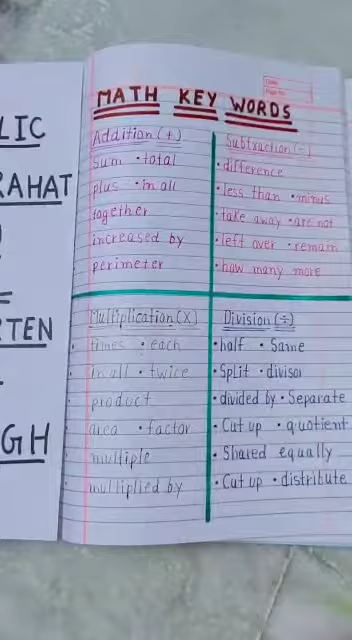 LIC
RAHAT
RTEN
GH
Date
Page No
MATH KEY WORDS
Addition (+)
Sum • total
plus • in all
together
increased by
perimeter
Subtraction (-)
• difference
• less than • minus
• take away • are not
• left over • remain
• how many more
Multiplication (X)
• times • each
• in all • twice
• product
• area • factor
• multiple
• multiplied by
Division (÷)
• half • Same
• Split • divisor
• divided by • Separate
• Cut up • quotient
• Shared equally
• Cut up • distribute